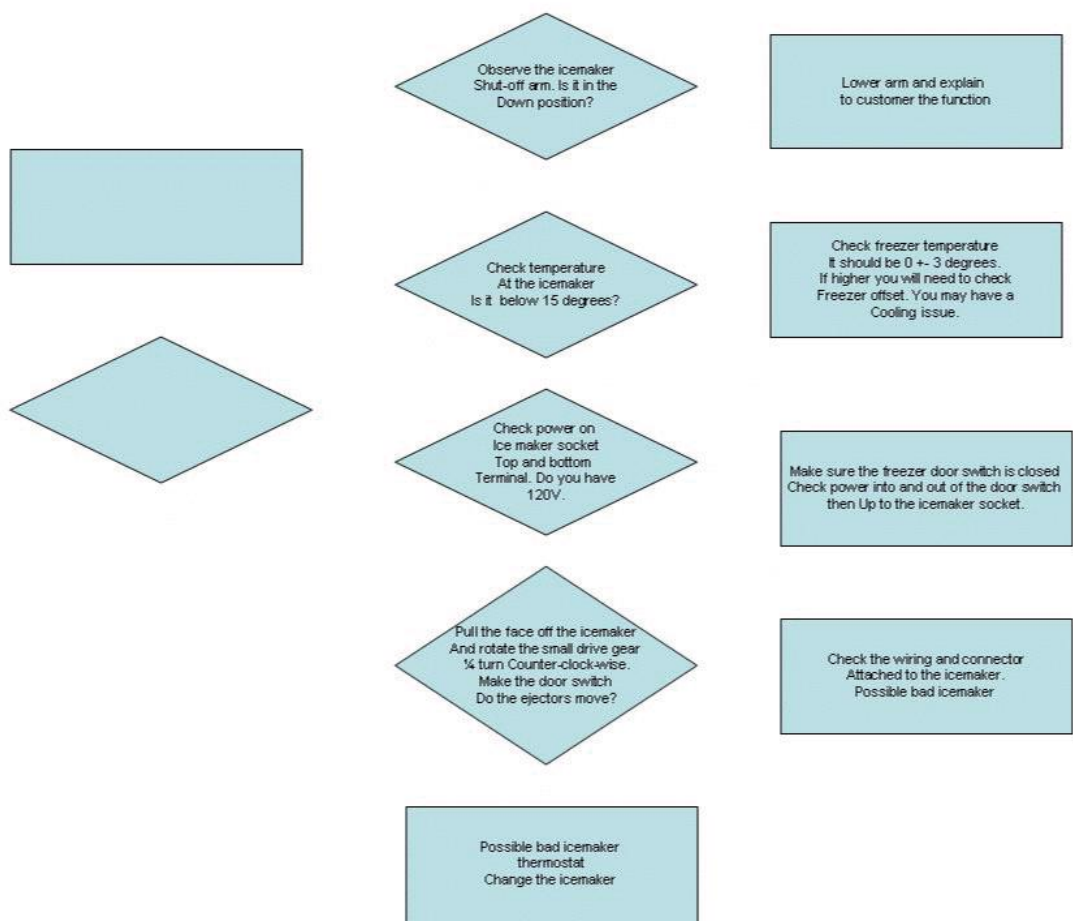 Observe the icemaker
Shut-off arm. Is it in the
Down position?
Lower arm and explain
to customer the function
Check temperature
At the icemaker
Is it below 15 degrees?
Check freezer temperature
It should be 0 +- 3 degrees.
If higher you will need to check
Freezer offset. You may have a
Cooling issue.
Check power on
Ice maker socket
Top and bottom
Terminal. Do you have
120V.
Make sure the freezer door switch is closed
Check power into and out of the door switch
then Up to the icemaker socket.
Pull the face off the icemaker
And rotate the small drive gear
¼ turn Counter-clock-wise.
Make the door switch
Do the ejectors move?
Check the wiring and connector
Attached to the icemaker.
Possible bad icemaker
Possible bad icemaker
thermostat
Change the icemaker